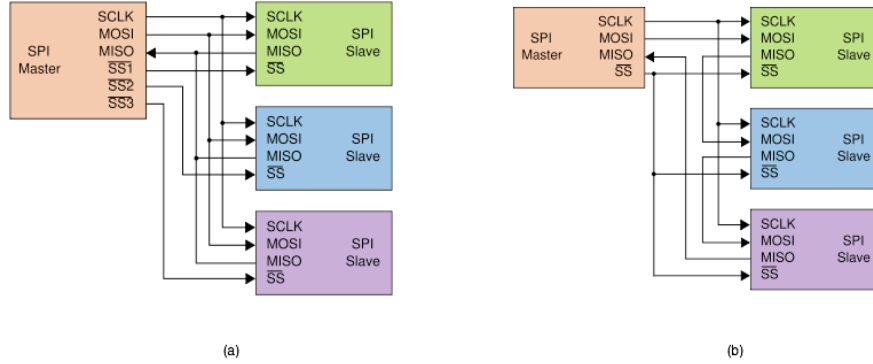 SCLK
MOSI
SPI MISO
Master SS1
SS2
SS3
SCLK
MOSI SPI
MISO Slave
SS
SCLK
MOSI SPI
MISO Slave
SS
SCLK
MOSI SPI
MISO Slave
SS
(a)
SCLK
SPI MOSI
Master MISO
SS
SCLK
MOSI SPI
MISO Slave
SS
SCLK
MOSI SPI
MISO Slave
SS
SCLK
MOSI SPI
MISO Slave
SS
(b)